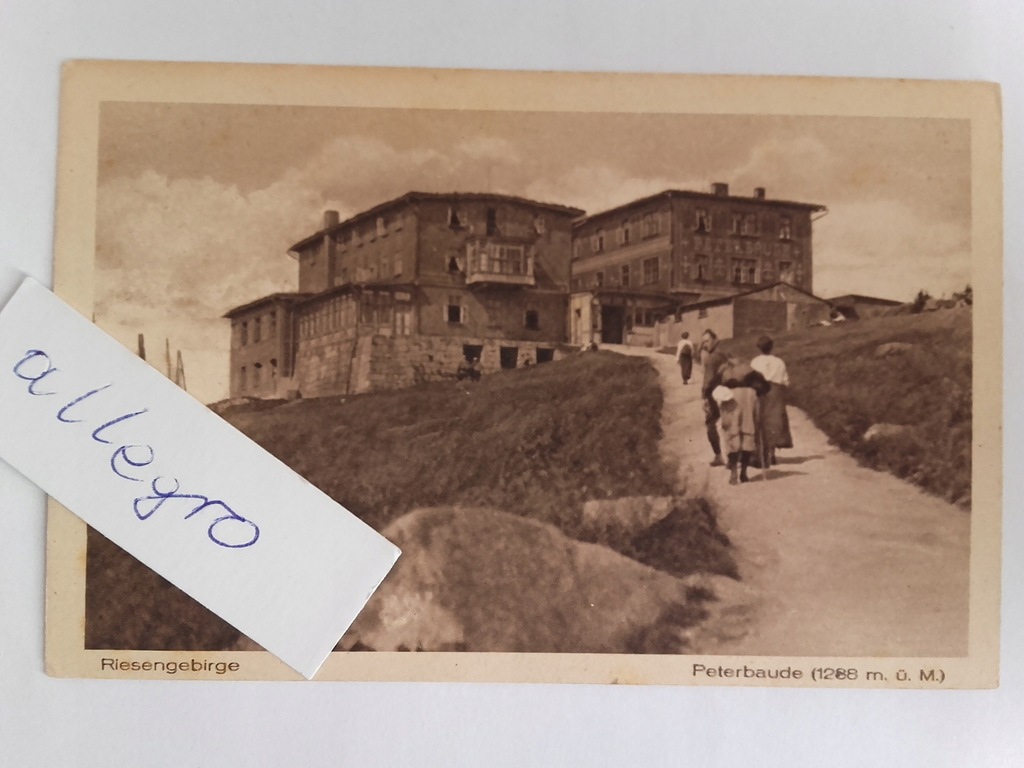 allegro
Riesengebirge
Peterbaude (1288 m. ü. M.)